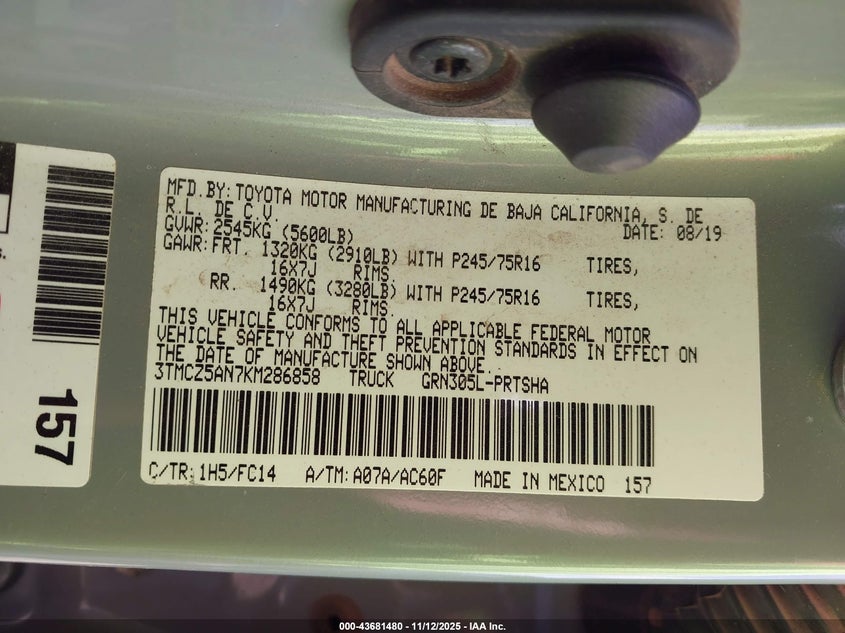 MFD.BY:TOYOTA MOTOR MANUFACTURING DE BAJA CALIFORNIA, S. DE
R.L. DE C.V.
DATE: 08/19
GVWR:2545KG (5600LB)
GAWR:FRT. 1320KG (2910LB) WITH P245/75R16 TIRES,
16X7J RIMS.
RR. 1490KG (3280LB) WITH P245/75R16 TIRES,
16X7J RIMS.
THIS VEHICLE CONFORMS TO ALL APPLICABLE FEDERAL MOTOR
VEHICLE SAFETY AND THEFT PREVENTION STANDARDS IN EFFECT ON
THE DATE OF MANUFACTURE SHOWN ABOVE.
3TMCZ5AN7KM286858 TRUCK GRN305L-PRTSHA
C/TR:1H5/FC14 A/TM:A07A/AC60F MADE IN MEXICO 157
157
000-43681480 - 11/12/2025 - IAA Inc.